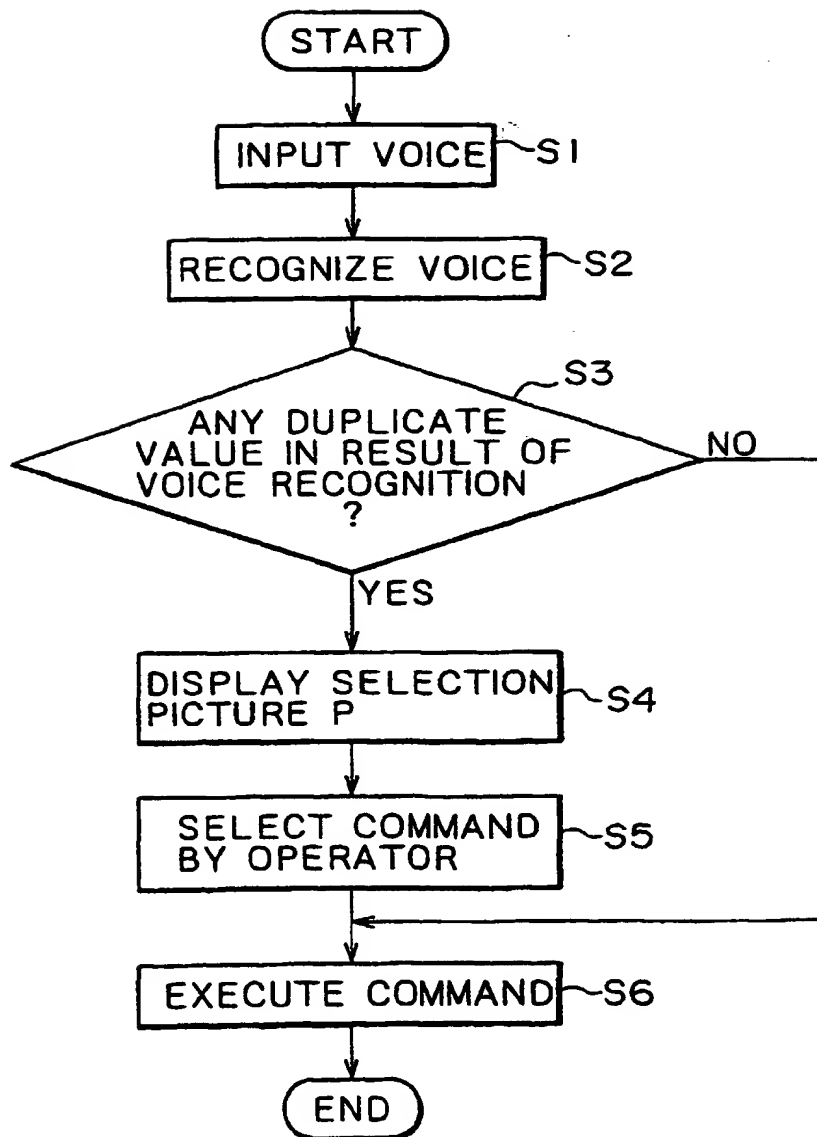 START
INPUT VOICE
S1
RECOGNIZE VOICE
S2
S3
ANY DUPLICATE
VALUE IN RESULT OF
VOICE RECOGNITION
?
NO
YES
DISPLAY SELECTION
PICTURE P
S4
SELECT COMMAND
BY OPERATOR
S5
EXECUTE COMMAND
S6
END